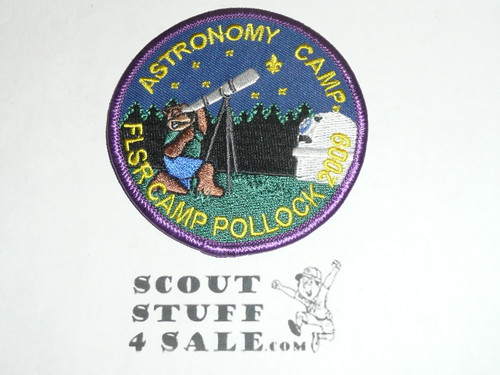 ASTRONOMY CAMP
FLSR CAMP POLLOCK 2009
SCOUT
STUFF
4 SALE.COM